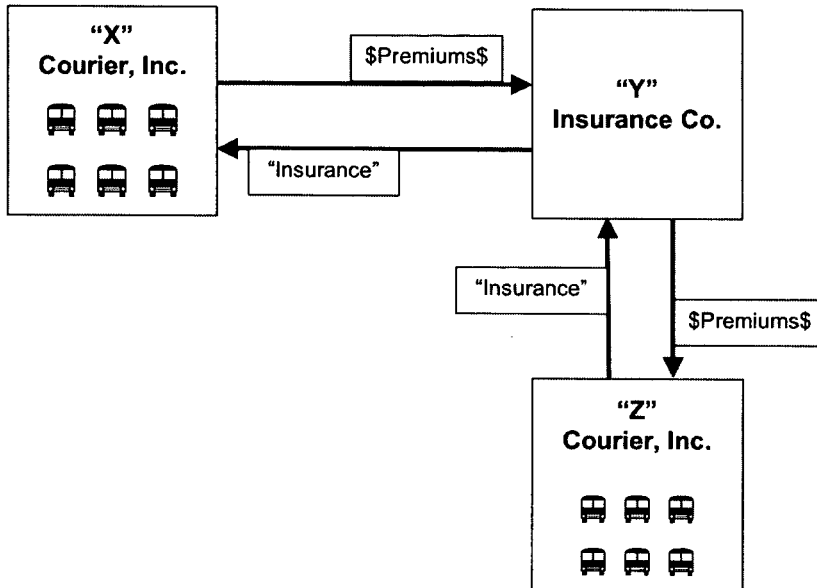 “X”
Courier, Inc.
$Premiums$
“Insurance”
“Y”
Insurance Co.
“Insurance”
$Premiums$
“Z”
Courier, Inc.